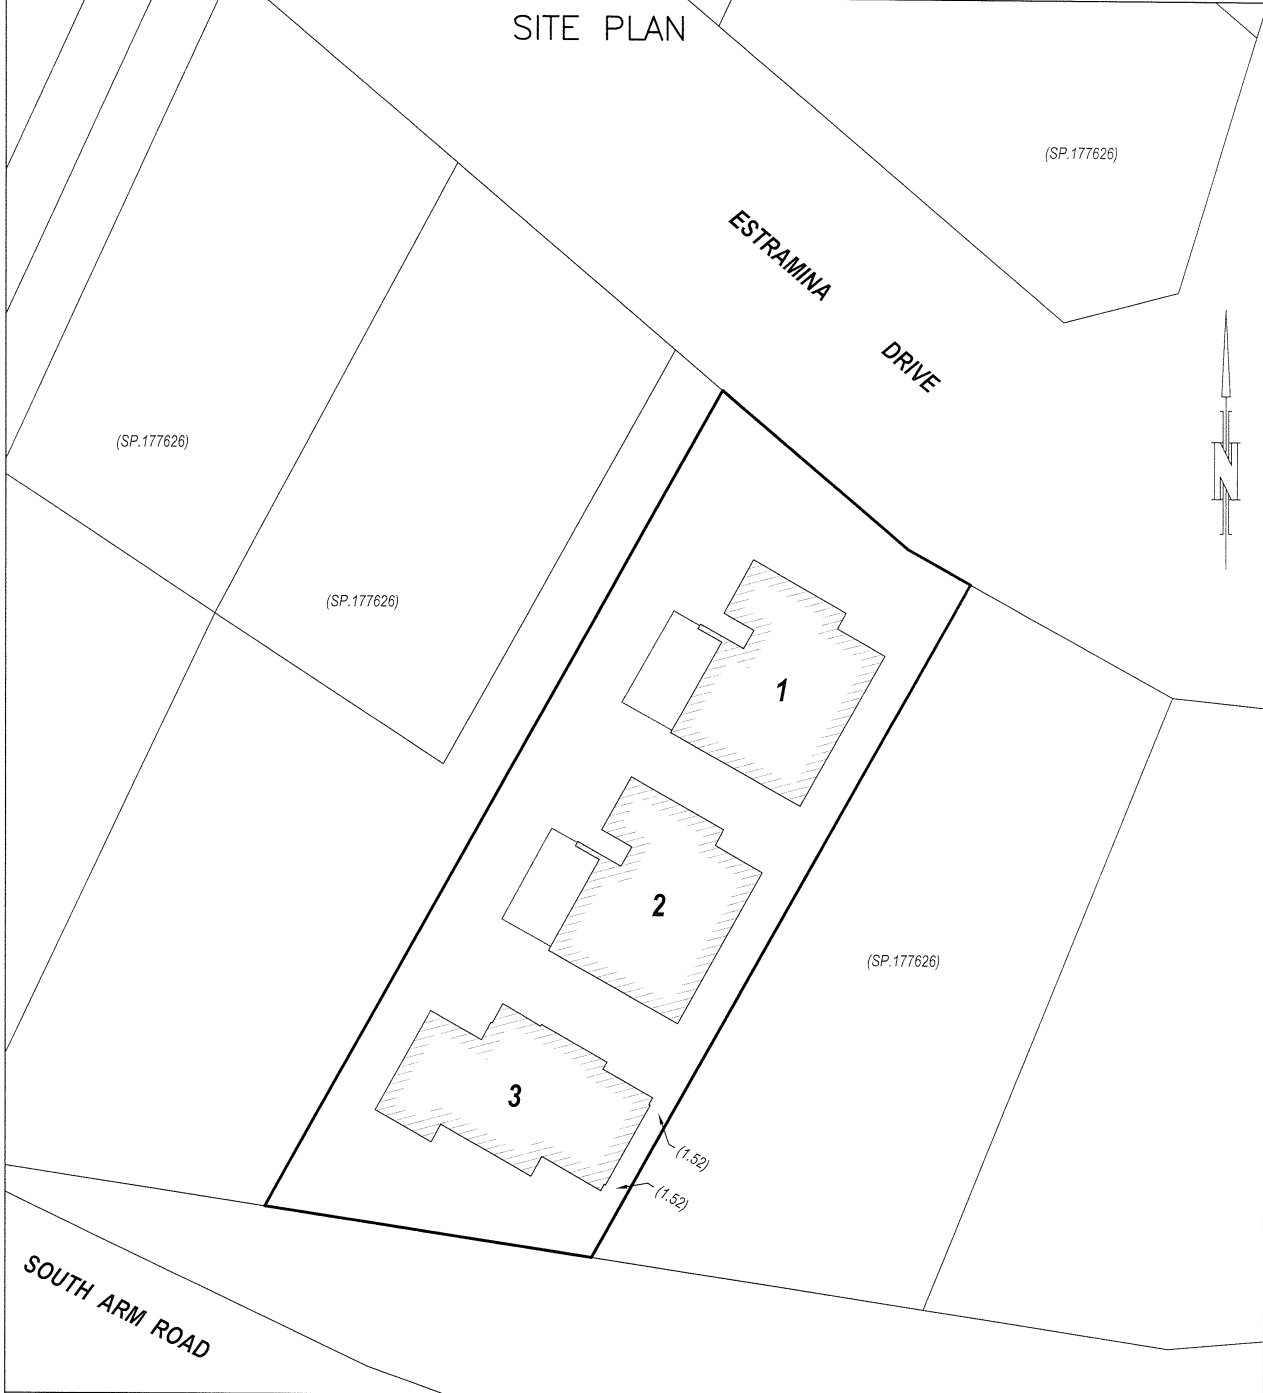 SITE PLAN
(SP.177626)
ESTRAMINA
DRIVE
N
(SP.177626)
(SP.177626)
1
2
(SP.177626)
3
(1.52)
(1.52)
SOUTH ARM ROAD